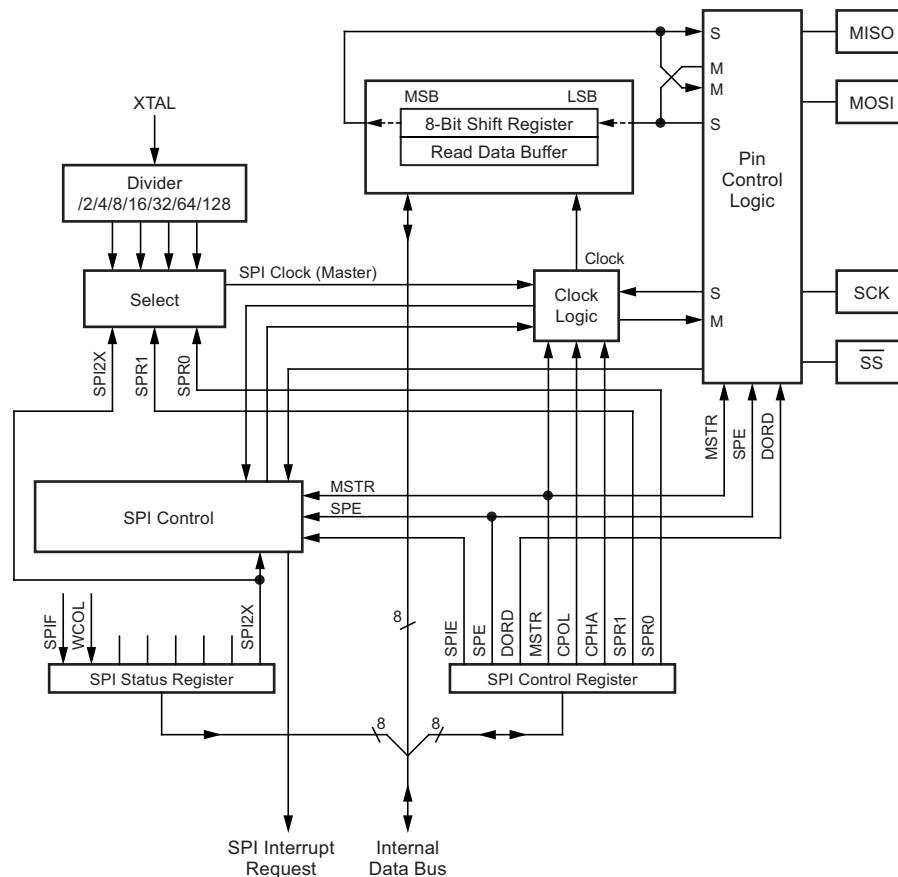 MISO
MOSI
SCK
SS
S
M
M
S
S
M
Pin
Control
Logic
MSTR
SPE
DORD
MSB
LSB
8-Bit Shift Register
Read Data Buffer
XTAL
Divider
/2/4/8/16/32/64/128
Select
SPI Clock (Master)
Clock
Clock
Logic
SPI2X
SPR1
SPR0
SPI Control
MSTR
SPE
SPIF
WCOL
SPI2X
SPI Status Register
8
SPIE
SPE
DORD
MSTR
CPOL
CPHA
SPR1
SPR0
SPI Control Register
8
8
SPI Interrupt
Request
Internal
Data Bus